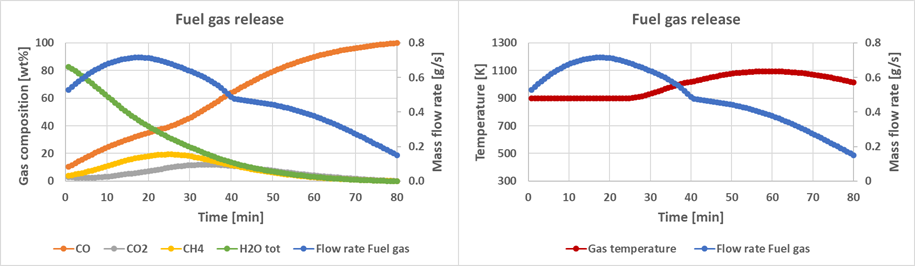 Fuel gas release
Gas composition [wt%]
100
80
60
40
20
0
0.8
0.6
0.4
0.2
0.0
Mass flow rate [g/s]
0 10 20 30 40 50 60 70 80
Time [min]
CO CO2 CH4 H2O tot Flow rate Fuel gas
Fuel gas release
Temperature [K]
1300
1100
900
700
500
300
0.8
0.6
0.4
0.2
0.0
Mass flow rate [g/s]
0 10 20 30 40 50 60 70 80
Time [min]
Gas temperature Flow rate Fuel gas